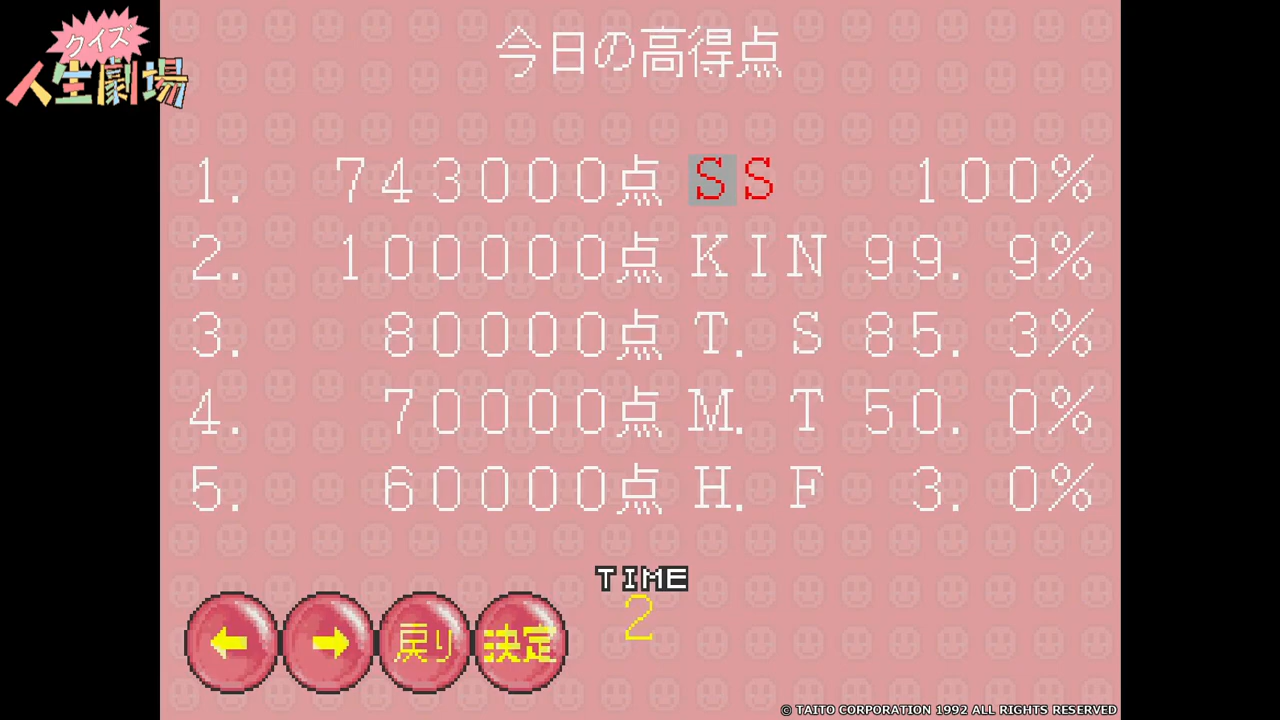 クイズ
人生劇場
今日の高得点
1. 743000点 SS 100%
2. 100000点 KIN 99.9%
3. 80000点 T.S 85.3%
4. 70000点 M.T 50.0%
5. 60000点 H.F 3.0%
TIME
2
← → 戻り 決定
© TAITO CORPORATION 1992 ALL RIGHTS RESERVED